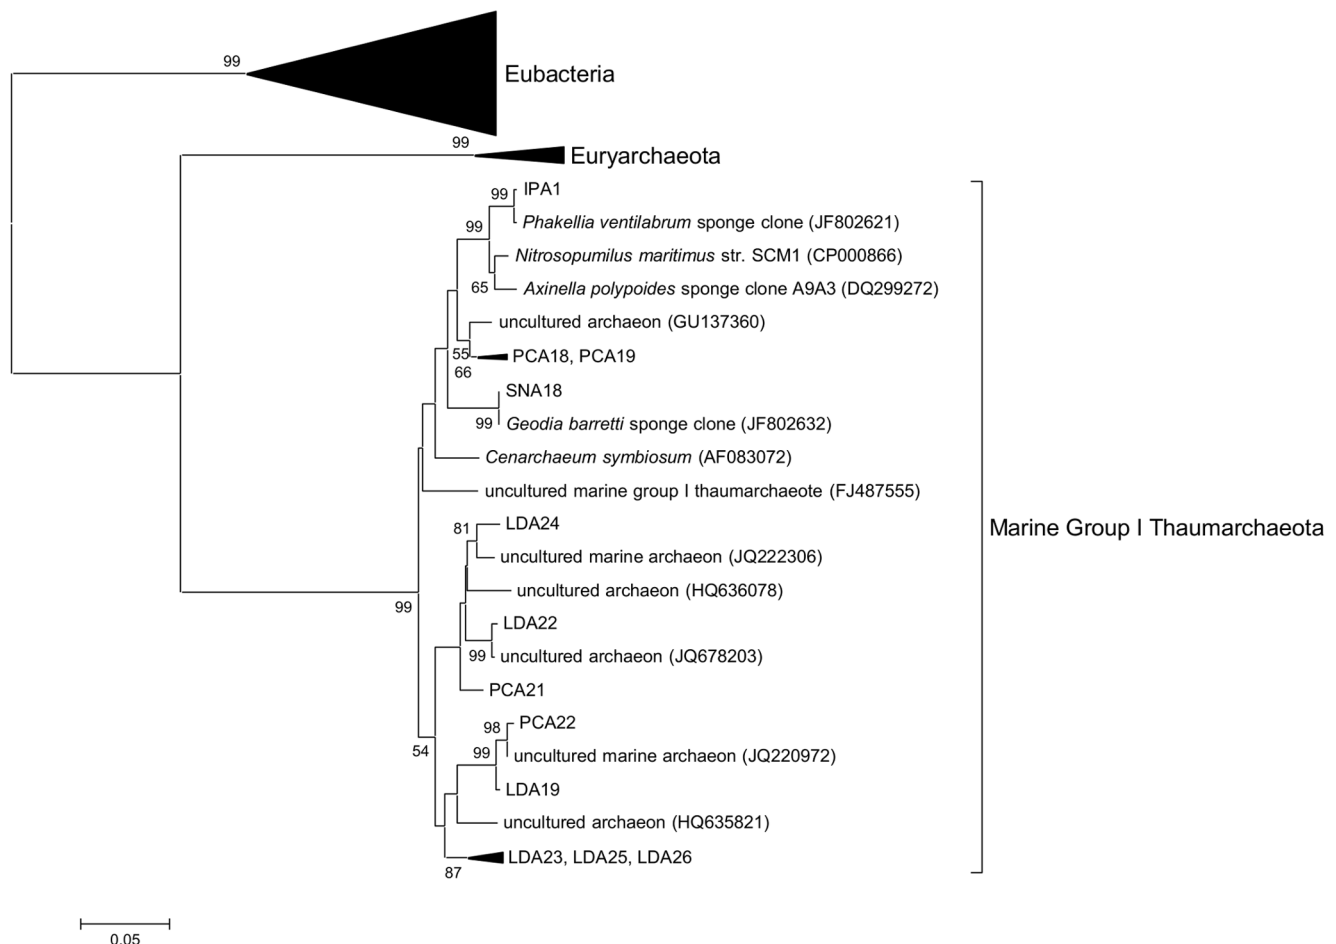 99
Eubacteria
99
Euryarchaeota
99
IPA1
Phakellia ventilabrum sponge clone (JF802621)
99
Nitrosopumilus maritimus str. SCM1 (CP000866)
65
Axinella polypoides sponge clone A9A3 (DQ299272)
uncultured archaeon (GU137360)
55
PCA18, PCA19
66
SNA18
99
Geodia barretti sponge clone (JF802632)
Cenarchaeum symbiosum (AF083072)
uncultured marine group I thaumarchaeote (FJ487555)
81
LDA24
Marine Group I Thaumarchaeota
uncultured marine archaeon (JQ222306)
uncultured archaeon (HQ636078)
99
LDA22
99
uncultured archaeon (JQ678203)
PCA21
98
PCA22
54
99
uncultured marine archaeon (JQ220972)
LDA19
uncultured archaeon (HQ635821)
LDA23, LDA25, LDA26
87
0.05